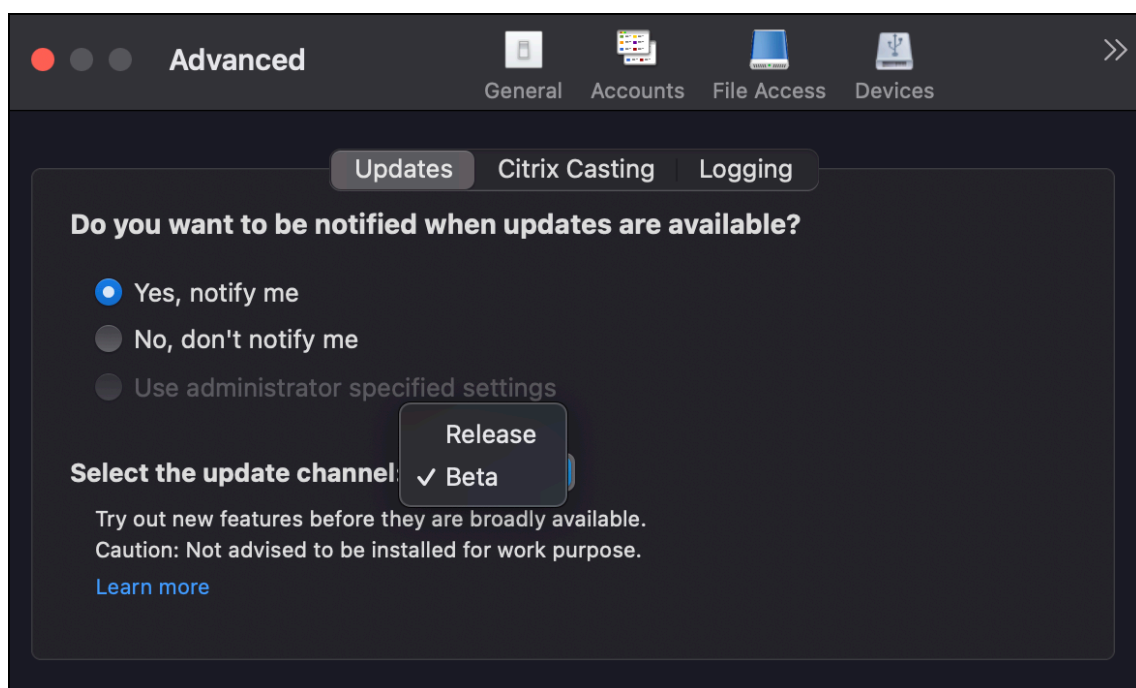 Advanced
General Accounts File Access Devices
Updates Citrix Casting Logging
Do you want to be notified when updates are available?
Yes, notify me
No, don't notify me
Use administrator specified settings
Release
Select the update channel:
✓ Beta
Try out new features before they are broadly available.
Caution: Not advised to be installed for work purpose.
Learn more